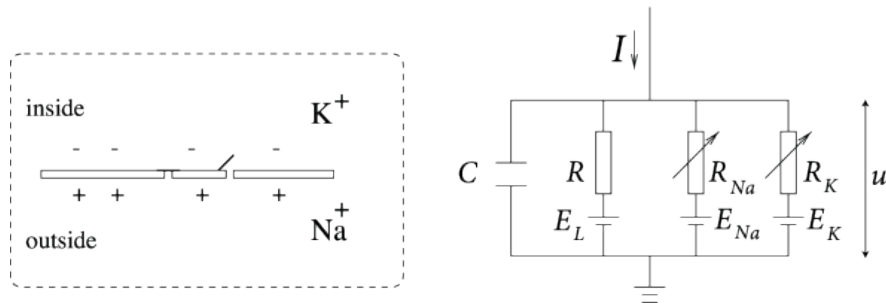 inside
K+
- - - -
+ + + +
Na+
outside
I
C
R
R_Na
R_K
u
E_L
E_Na
E_K